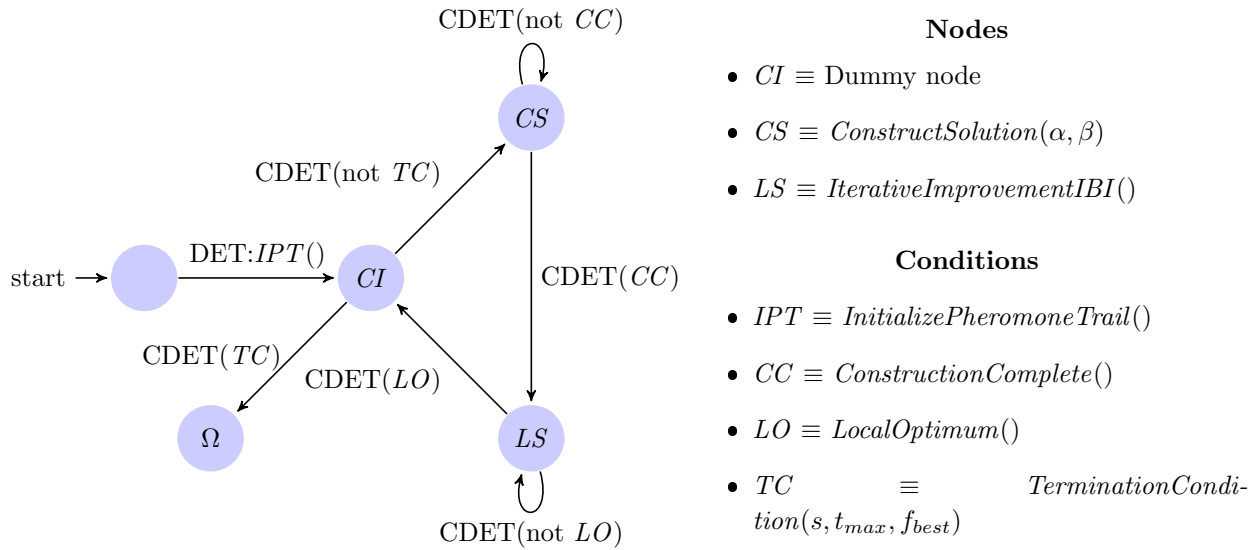 CDET(not CC)
CS
CDET(not TC)
DET:IPT()
start
CI
CDET(CC)
CDET(TC)
CDET(LO)
Ω
LS
CDET(not LO)
Nodes
• CI ≡ Dummy node
• CS ≡ ConstructSolution(α, β)
• LS ≡ IterativeImprovementIBI()
Conditions
• IPT ≡ InitializePheromoneTrail()
• CC ≡ ConstructionComplete()
• LO ≡ LocalOptimum()
• TC ≡ TerminationCondi-
tion(s, t_max, f_best)